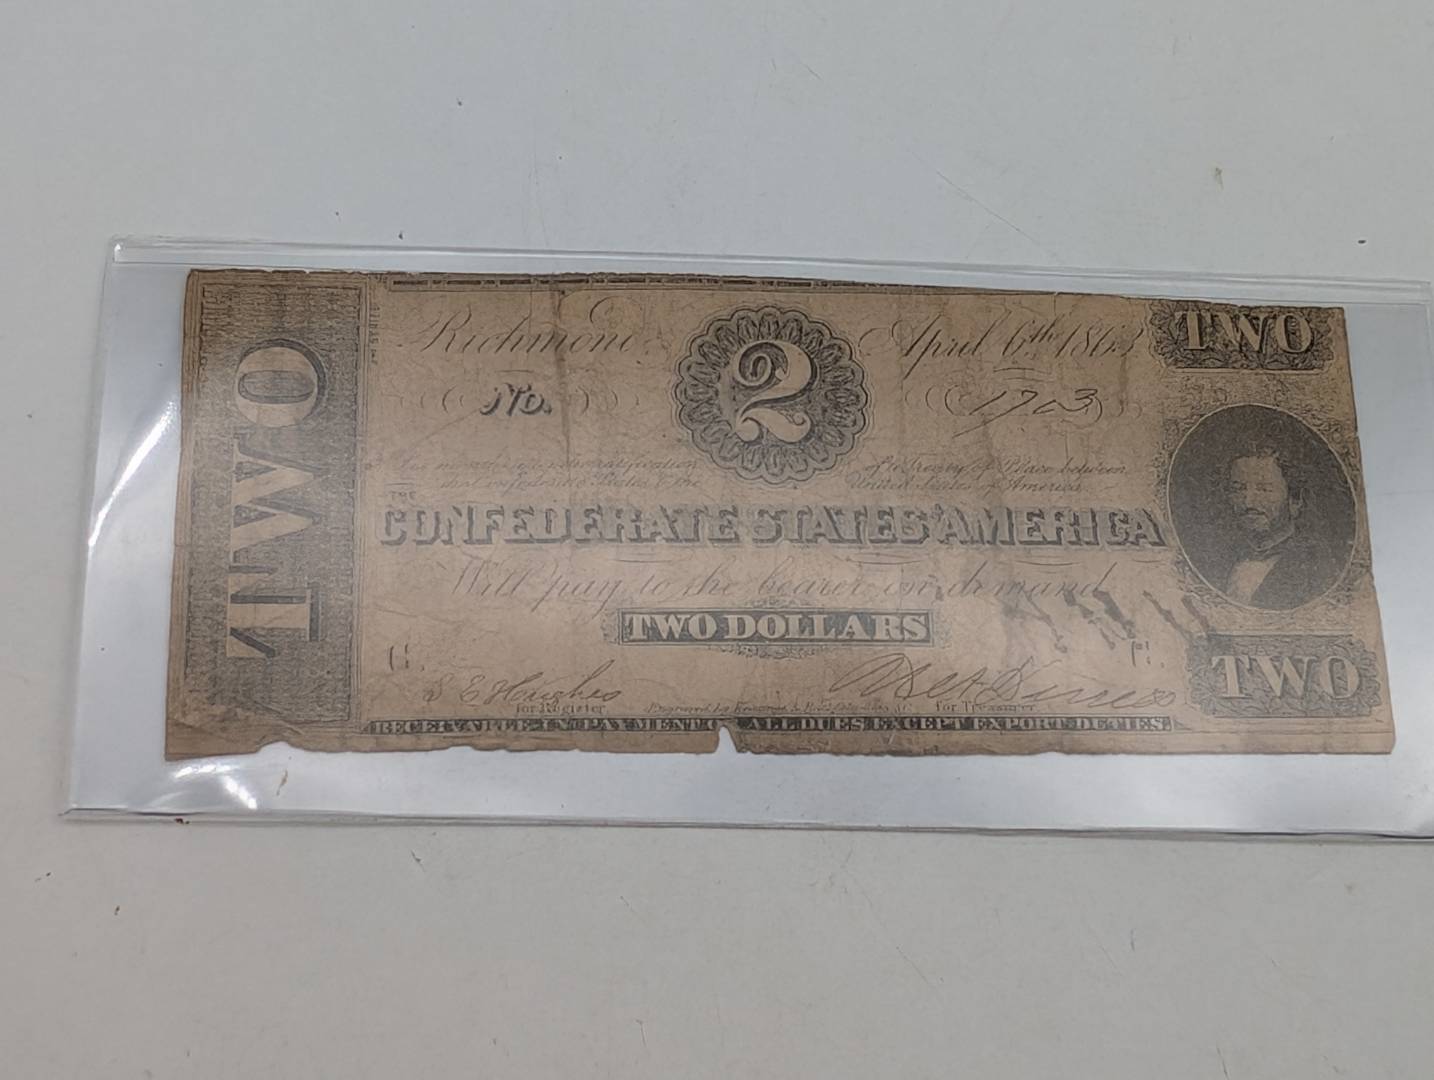 TWO
Richmond April 6th 1863
TWO
2
No. 1703
Six months after the ratification of a Treaty of Peace between
the Confederate States & the United States of America
THE
CONFEDERATE STATES AMERICA
Will pay to the bearer on demand
TWO DOLLARS
H.
TWO
S E Hughes
for Register
for Treasurer
RECEIVABLE IN PAYMENT OF ALL DUES EXCEPT EXPORT DUTIES.